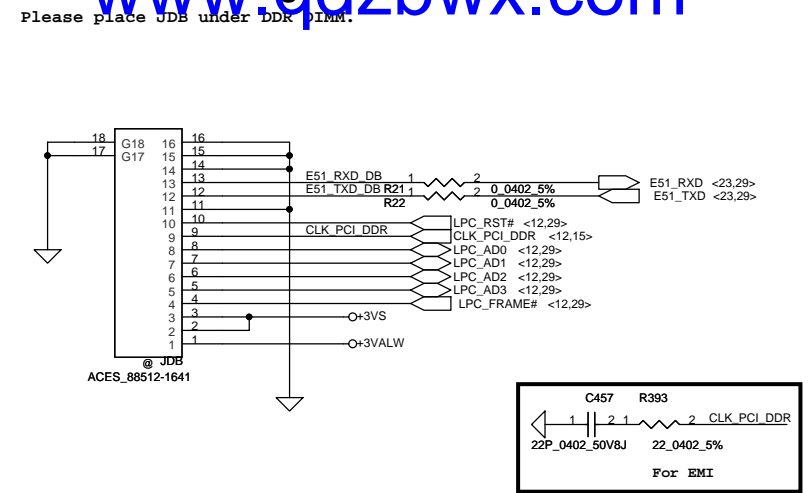 www.qdzbwx.com
Please place JDB under DDR DIMM.
18 G18 16 16
17 G17 15 15
14 14
13 13 E51_RXD_DB 1 2 E51_RXD <23,29>
R21 0_0402_5%
12 12 E51_TXD_DB 1 2 E51_TXD <23,29>
R22 0_0402_5%
11 11
10 10 LPC_RST# <12,29>
9 9 CLK_PCI_DDR CLK_PCI_DDR <12,15>
8 8 LPC_AD0 <12,29>
7 7 LPC_AD1 <12,29>
6 6 LPC_AD2 <12,29>
5 5 LPC_AD3 <12,29>
4 4 LPC_FRAME# <12,29>
3 3 +3VS
2 2
1 1 +3VALW
@ JDB
ACES_88512-1641
C457 R393
1 2 1 2 CLK_PCI_DDR
22P_0402_50V8J 22_0402_5%
For EMI